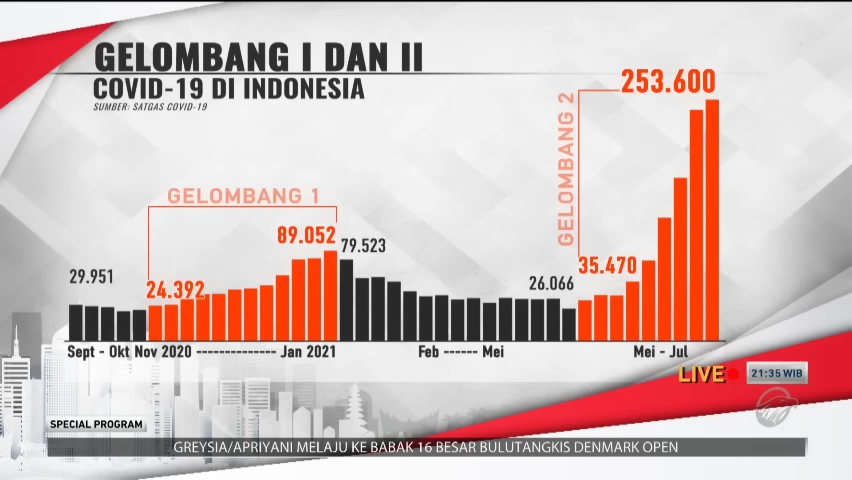 GELOMBANG I DAN II
COVID-19 DI INDONESIA
SUMBER: SATGAS COVID-19
253.600
GELOMBANG 2
GELOMBANG 1
89.052
79.523
29.951
24.392
26.066
35.470
Sept - Okt Nov 2020 -------------- Jan 2021 Feb ------ Mei Mei - Jul
LIVE
21:35 WIB
SPECIAL PROGRAM
GREYSIA/APRIYANI MELAJU KE BABAK 16 BESAR BULUTANGKIS DENMARK OPEN